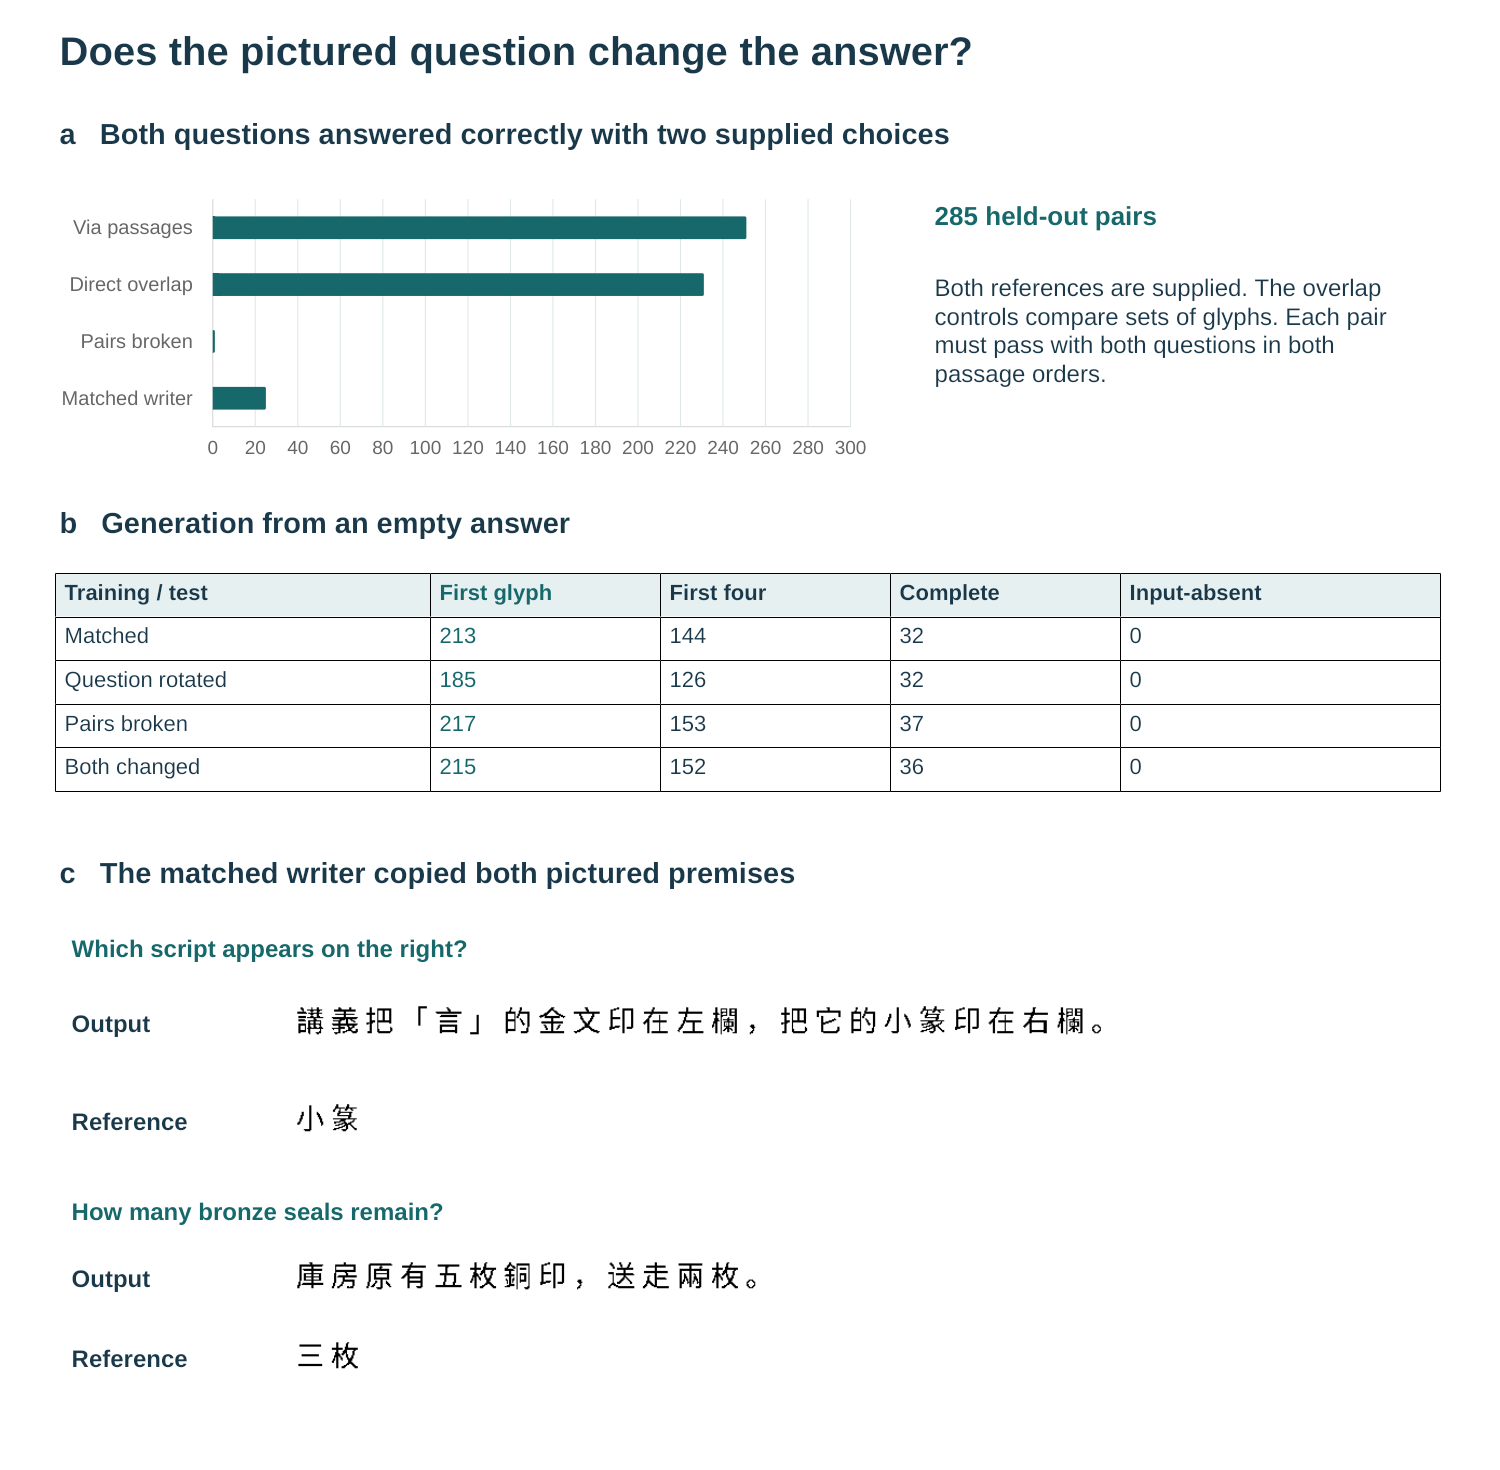 Does the pictured question change the answer?
a Both questions answered correctly with two supplied choices
Via passages
Direct overlap
Pairs broken
Matched writer
0 20 40 60 80 100 120 140 160 180 200 220 240 260 280 300
285 held-out pairs
Both references are supplied. The overlap
controls compare sets of glyphs. Each pair
must pass with both questions in both
passage orders.
b Generation from an empty answer
Training / test First glyph First four Complete Input-absent
Matched 213 144 32 0
Question rotated 185 126 32 0
Pairs broken 217 153 37 0
Both changed 215 152 36 0
c The matched writer copied both pictured premises
Which script appears on the right?
Output 講義把「言」的金文印在左欄，把它的小篆印在右欄。
Reference 小篆
How many bronze seals remain?
Output 庫房原有五枚銅印，送走兩枚。
Reference 三枚